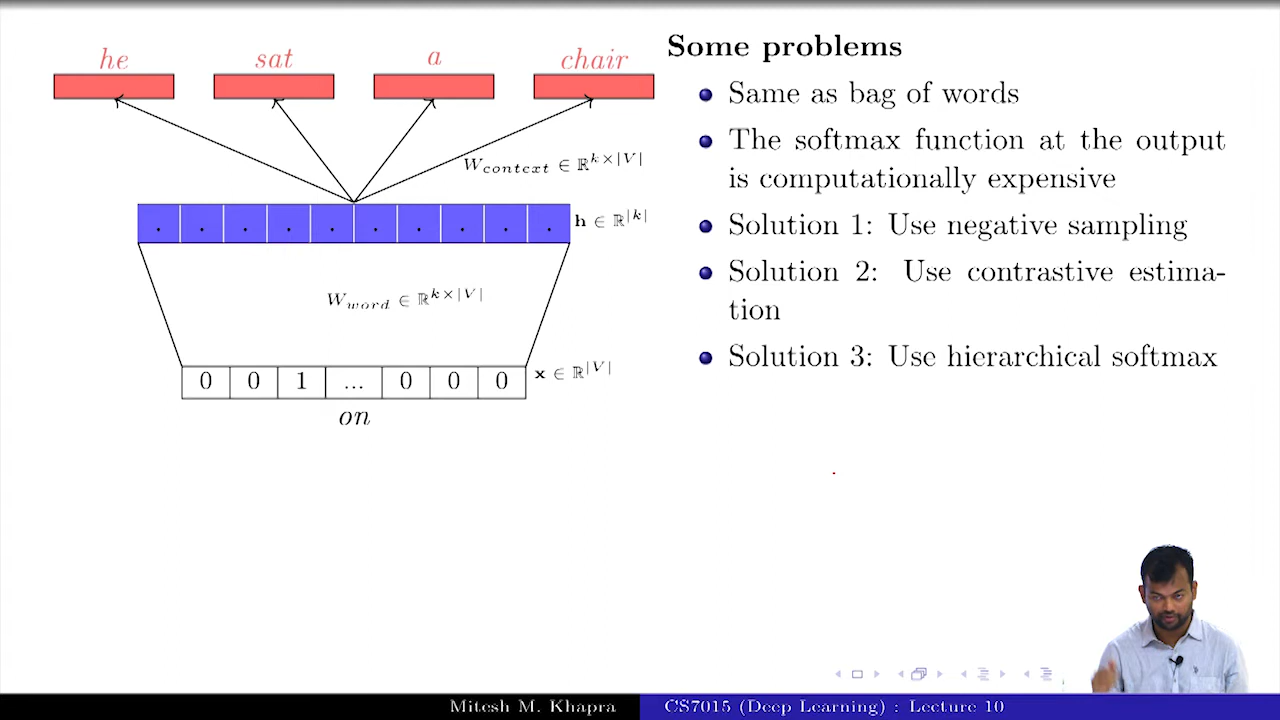 he sat a chair
W_context ∈ ℝ^{k×|V|}
h ∈ ℝ^{|k|}
W_word ∈ ℝ^{k×|V|}
0 0 1 ... 0 0 0
x ∈ ℝ^{|V|}
on
Some problems
Same as bag of words
The softmax function at the output
is computationally expensive
Solution 1: Use negative sampling
Solution 2: Use contrastive estima-
tion
Solution 3: Use hierarchical softmax
Mitesh M. Khapra
CS7015 (Deep Learning) : Lecture 10